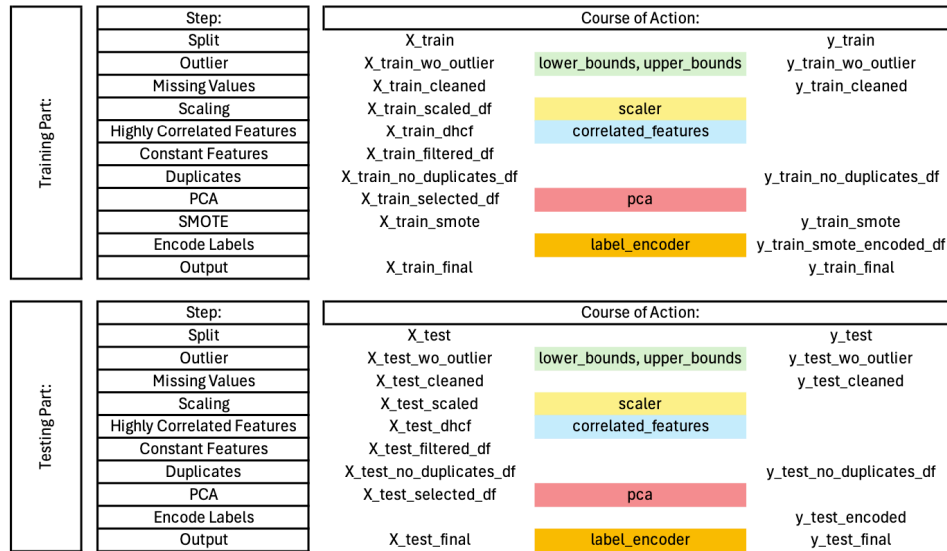 Training Part:
Step: Course of Action:
Split X_train y_train
Outlier X_train_wo_outlier lower_bounds, upper_bounds y_train_wo_outlier
Missing Values X_train_cleaned y_train_cleaned
Scaling X_train_scaled_df scaler
Highly Correlated Features X_train_dhcf correlated_features
Constant Features X_train_filtered_df
Duplicates X_train_no_duplicates_df y_train_no_duplicates_df
PCA X_train_selected_df pca
SMOTE X_train_smote y_train_smote
Encode Labels label_encoder y_train_smote_encoded_df
Output X_train_final y_train_final
Testing Part:
Step: Course of Action:
Split X_test y_test
Outlier X_test_wo_outlier lower_bounds, upper_bounds y_test_wo_outlier
Missing Values X_test_cleaned y_test_cleaned
Scaling X_test_scaled scaler
Highly Correlated Features X_test_dhcf correlated_features
Constant Features X_test_filtered_df
Duplicates X_test_no_duplicates_df y_test_no_duplicates_df
PCA X_test_selected_df pca
Encode Labels y_test_encoded
Output X_test_final label_encoder y_test_final